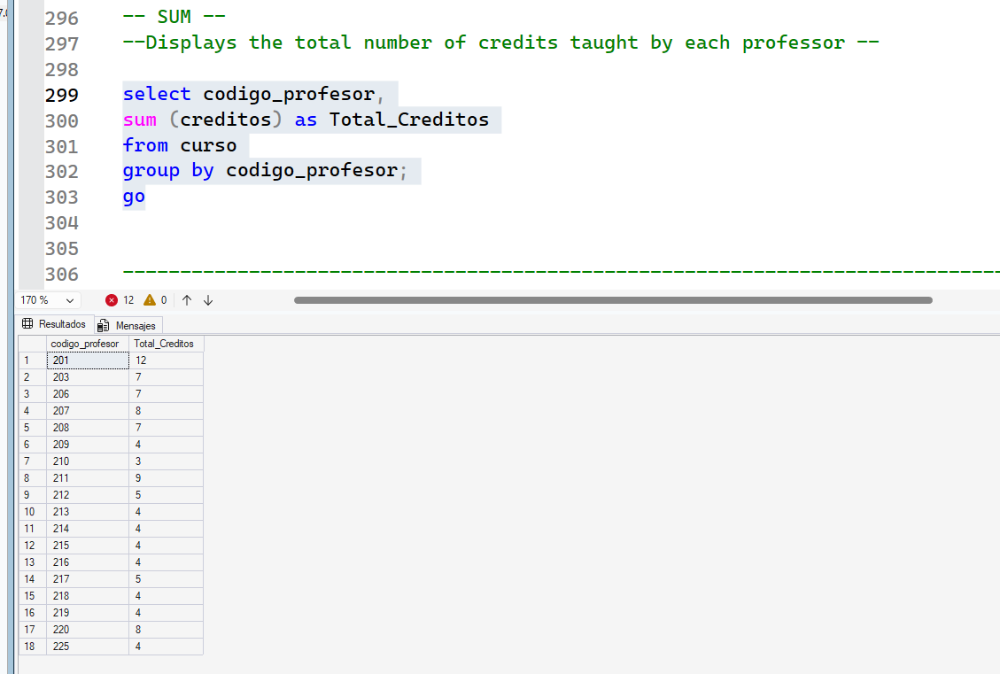 296 -- SUM --
297 --Displays the total number of credits taught by each professor --
298
299 select codigo_profesor,
300 sum (creditos) as Total_Creditos
301 from curso
302 group by codigo_profesor;
303 go
304
305
306 --------------------------------------------------------------------------------
170 % 12 0
Resultados Mensajes
codigo_profesor Total_Creditos
1 201 12
2 203 7
3 206 7
4 207 8
5 208 7
6 209 4
7 210 3
8 211 9
9 212 5
10 213 4
11 214 4
12 215 4
13 216 4
14 217 5
15 218 4
16 219 4
17 220 8
18 225 4